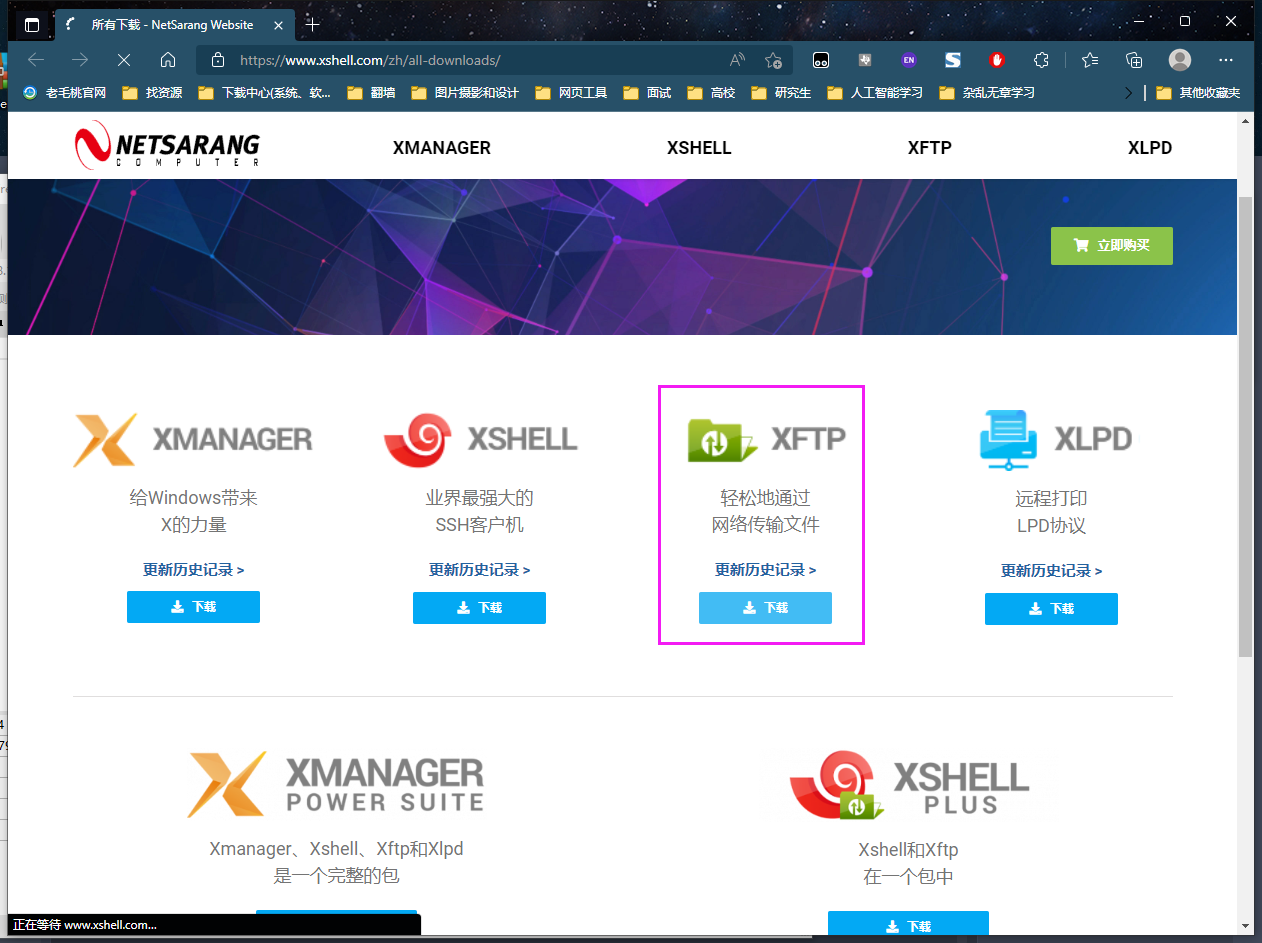 所有下载 - NetSarang Website
https://www.xshell.com/zh/all-downloads/
EN
老毛桃官网 找资源 下载中心(系统、软... 翻墙 图片摄影和设计 网页工具 面试 高校 研究生 人工智能学习 杂乱无章学习 其他收藏夹
NETSARANG
COMPUTER
XMANAGER XSHELL XFTP XLPD
立即购买
XMANAGER
给Windows带来
X的力量
更新历史记录 >
下载
XSHELL
业界最强大的
SSH客户机
更新历史记录 >
下载
XFTP
轻松地通过
网络传输文件
更新历史记录 >
下载
XLPD
远程打印
LPD协议
更新历史记录 >
下载
XMANAGER
POWER SUITE
Xmanager、Xshell、Xftp和Xlpd
是一个完整的包
XSHELL
PLUS
Xshell和Xftp
在一个包中
下载
正在等待 www.xshell.com...